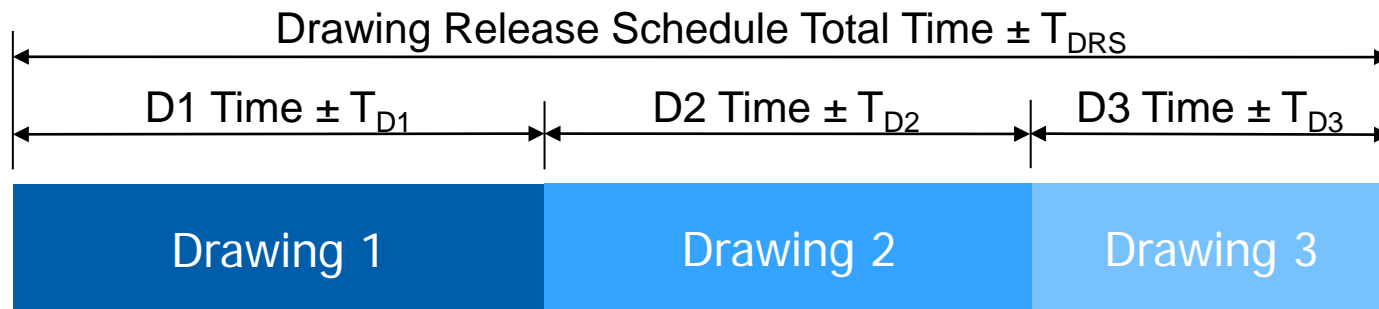 Drawing Release Schedule Total Time ± T_DRS
D1 Time ± T_D1 D2 Time ± T_D2 D3 Time ± T_D3
Drawing 1 Drawing 2 Drawing 3